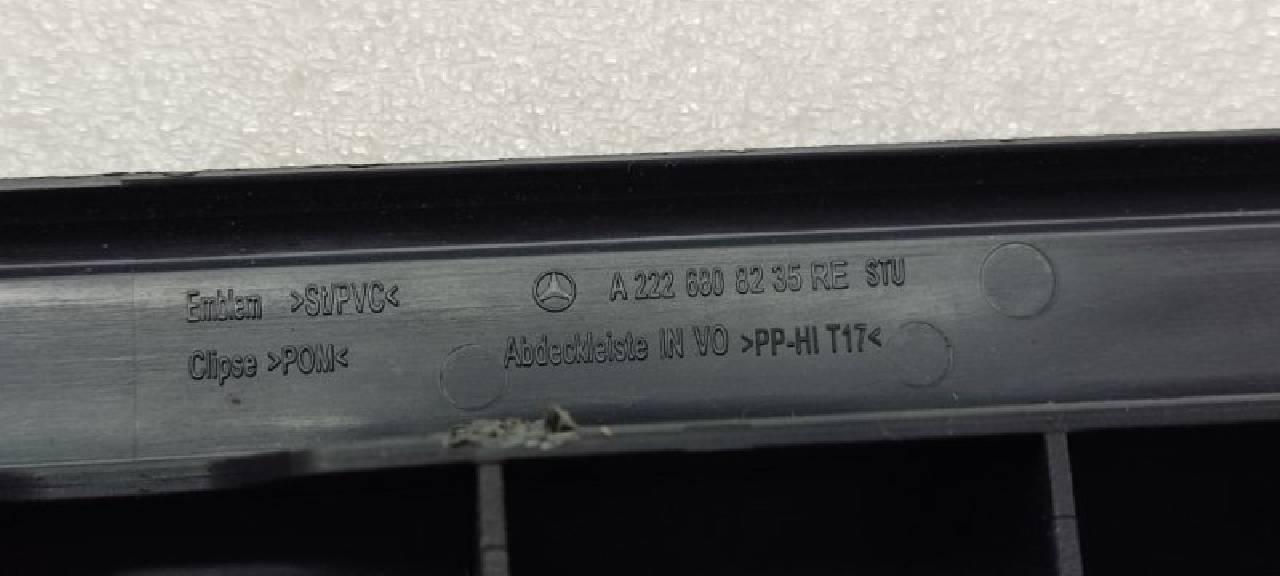 Emblem >St/PVC<
Clipse >POM<
A 222 680 82 35 RE STU
Abdeckleiste IN VO >PP-HI T17<